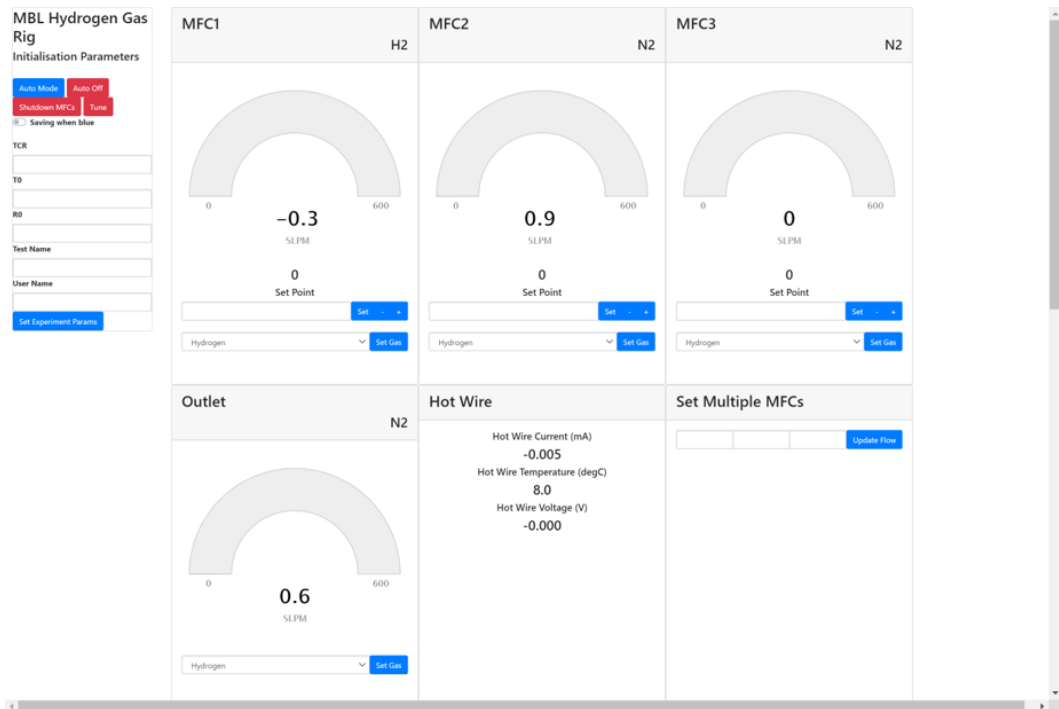 MBL Hydrogen Gas
Rig
Initialisation Parameters
Auto Mode Auto Off
Shutdown MFCs Tune
Saving when blue
TCR
T0
R0
Test Name
User Name
Set Experiment Params
MFC1
H2
0 600
-0.3
SLPM
0
Set Point
Set - +
Hydrogen Set Gas
MFC2
N2
0 600
0.9
SLPM
0
Set Point
Set - +
Hydrogen Set Gas
MFC3
N2
0 600
0
SLPM
0
Set Point
Set - +
Hydrogen Set Gas
Outlet
N2
0 600
0.6
SLPM
Hydrogen Set Gas
Hot Wire
Hot Wire Current (mA)
-0.005
Hot Wire Temperature (degC)
8.0
Hot Wire Voltage (V)
-0.000
Set Multiple MFCs
Update Flow